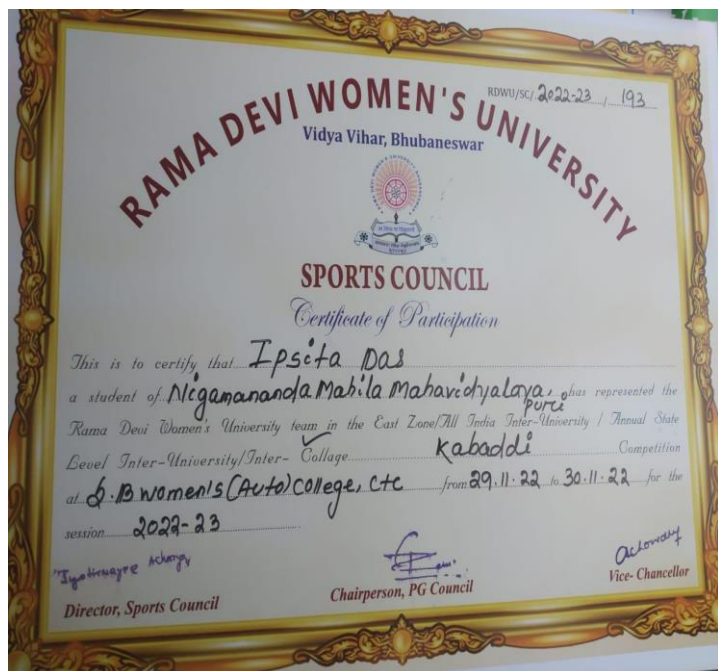 RDWU/SC/ 2022-23 / 193
RAMA DEVI WOMEN'S UNIVERSITY
Vidya Vihar, Bhubaneswar
SPORTS COUNCIL
Certificate of Participation
This is to certify that Ipsita Das
a student of Nigamananda Mahila Mahavidyalaya, puri has represented the
Rama Devi Women's University team in the East Zone/All India Inter-University / Annual State
Level Inter-University/Inter- Collage Kabaddi Competition
at S.B women's (Auto) College, Ctc from 29.11.22 to 30.11.22 for the
session 2022-23
Director, Sports Council
Chairperson, PG Council
Vice- Chancellor